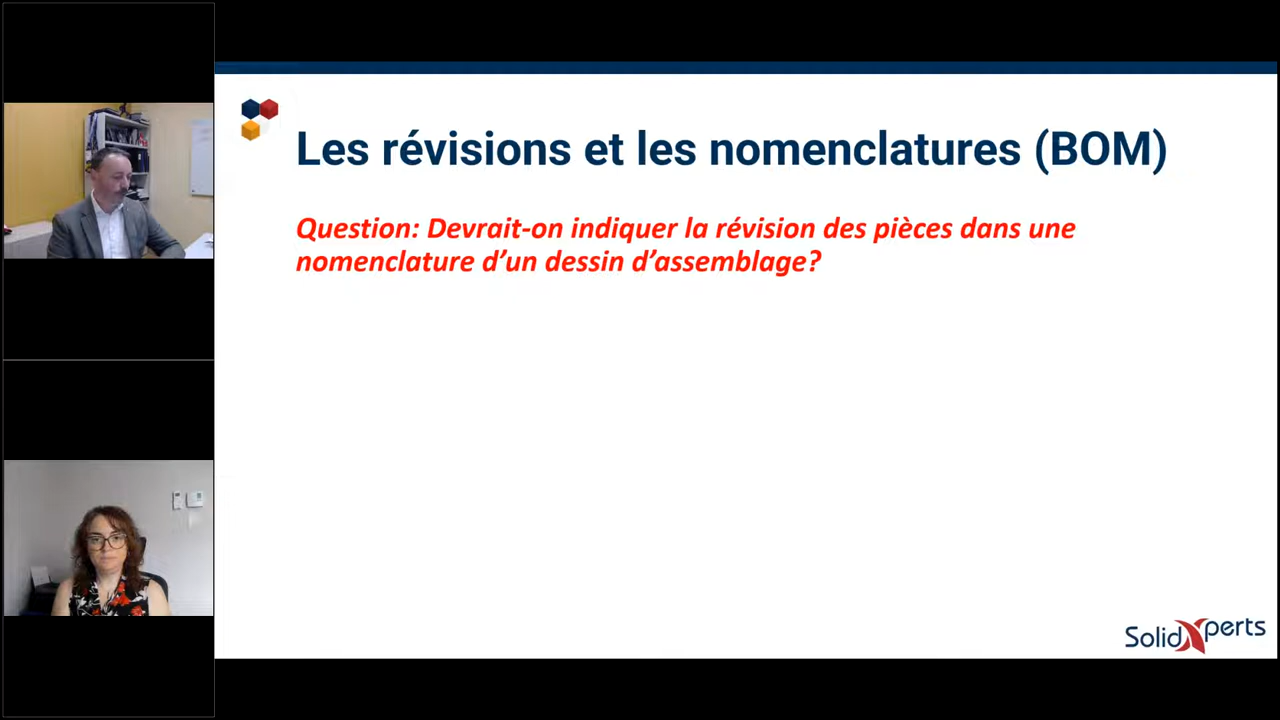 Les révisions et les nomenclatures (BOM)
Question: Devrait-on indiquer la révision des pièces dans une
nomenclature d’un dessin d’assemblage?
SolidXperts